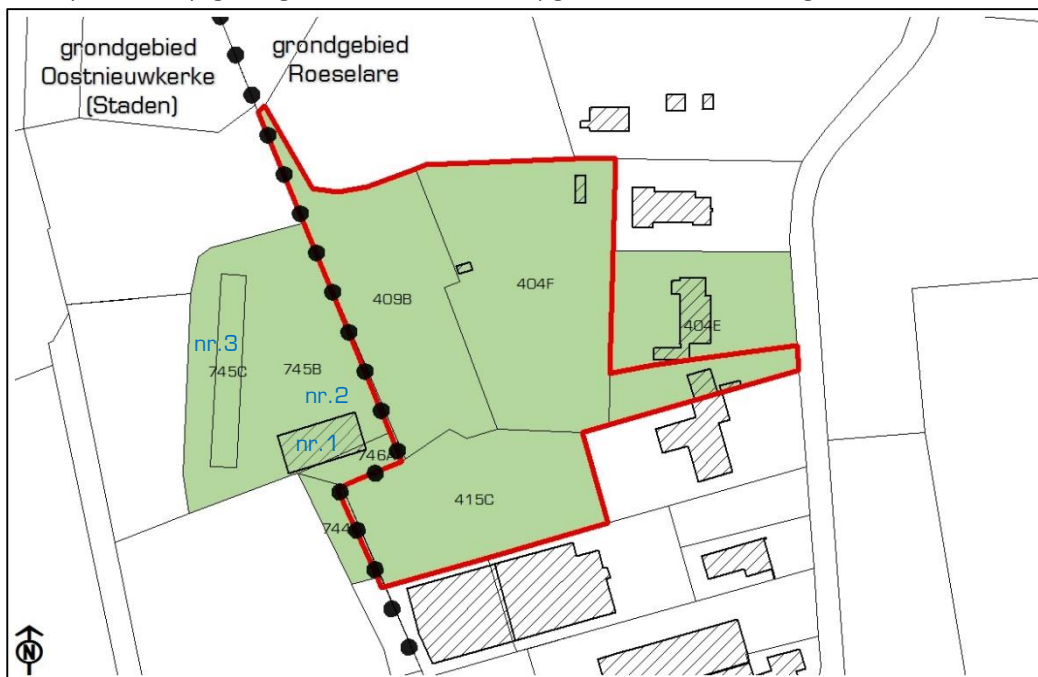 grondgebied
Oostnieuwkerke
(Staden)
grondgebied
Roeselare
404F
409B
404E
nr.3
745C
745B
nr.2
nr.1
746A
415C
744
N